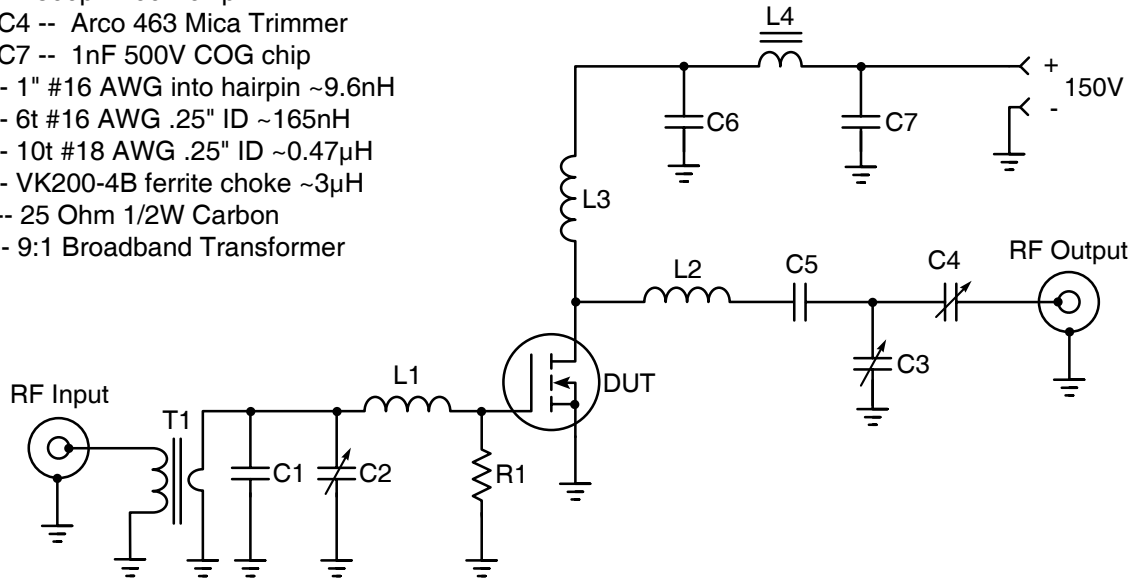 C4 -- Arco 463 Mica Trimmer
C7 -- 1nF 500V COG chip
- 1" #16 AWG into hairpin ~9.6nH
- 6t #16 AWG .25" ID ~165nH
- 10t #18 AWG .25" ID ~0.47µH
- VK200-4B ferrite choke ~3µH
-- 25 Ohm 1/2W Carbon
- 9:1 Broadband Transformer
L4
+
150V
-
C6
C7
L3
RF Output
L2
C5
C4
C3
DUT
L1
RF Input
T1
C1
C2
R1